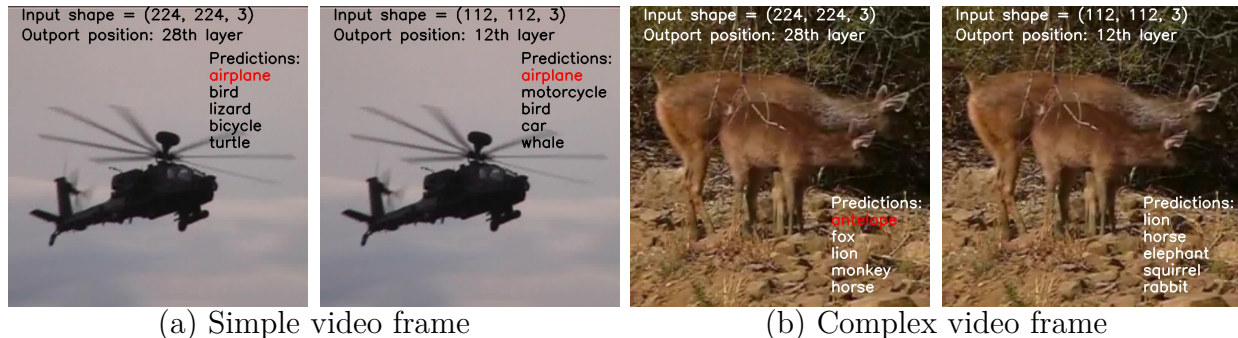 Input shape = (224, 224, 3)
Outport position: 28th layer
Predictions:
airplane
bird
lizard
bicycle
turtle
Input shape = (112, 112, 3)
Outport position: 12th layer
Predictions:
airplane
motorcycle
bird
car
whale
(a) Simple video frame
Input shape = (224, 224, 3)
Outport position: 28th layer
Predictions:
antelope
fox
lion
monkey
horse
Input shape = (112, 112, 3)
Outport position: 12th layer
Predictions:
lion
horse
elephant
squirrel
rabbit
(b) Complex video frame